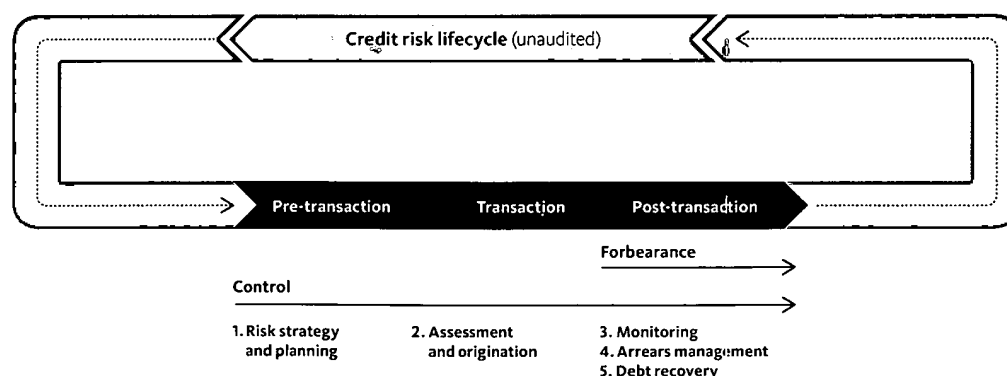 Credit risk lifecycle (unaudited)
Pre-transaction Transaction Post-transaction
Forbearance
Control
1. Risk strategy
and planning
2. Assessment
and origination
3. Monitoring
4. Arrears management
5. Debt recovery